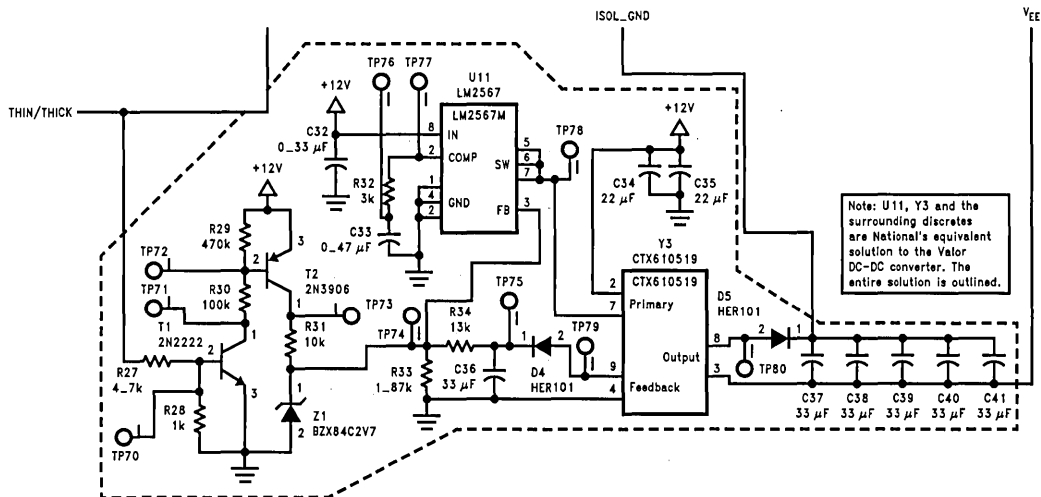 ISOL_GND
VEE
THIN/THICK
+12V
C32
0_33 µF
TP76
TP77
U11
LM2567
LM2567M
8
IN
2
COMP
1
4
GND
2
5
SW
6
7
3
FB
TP78
R32
3k
C33
0_47 µF
+12V
C34
22 µF
C35
22 µF
Note: U11, Y3 and the
surrounding discretes
are National's equivalent
solution to the Valor
DC-DC converter. The
entire solution is outlined.
+12V
R29
470k
3
TP72
2
T2
2N3906
TP71
R30
100k
1
T1
2N2222
1
R31
10k
TP73
R27
4_7k
2
3
R28
1k
TP70
1
Z1
2
BZX84C2V7
TP74
R34
13k
TP75
R33
1_87k
C36
33 µF
1
2
D4
HER101
TP79
Y3
CTX610519
CTX610519
2
Primary
7
Output
8
3
9
Feedback
4
D5
HER101
2
1
TP80
C37
33 µF
C38
33 µF
C39
33 µF
C40
33 µF
C41
33 µF